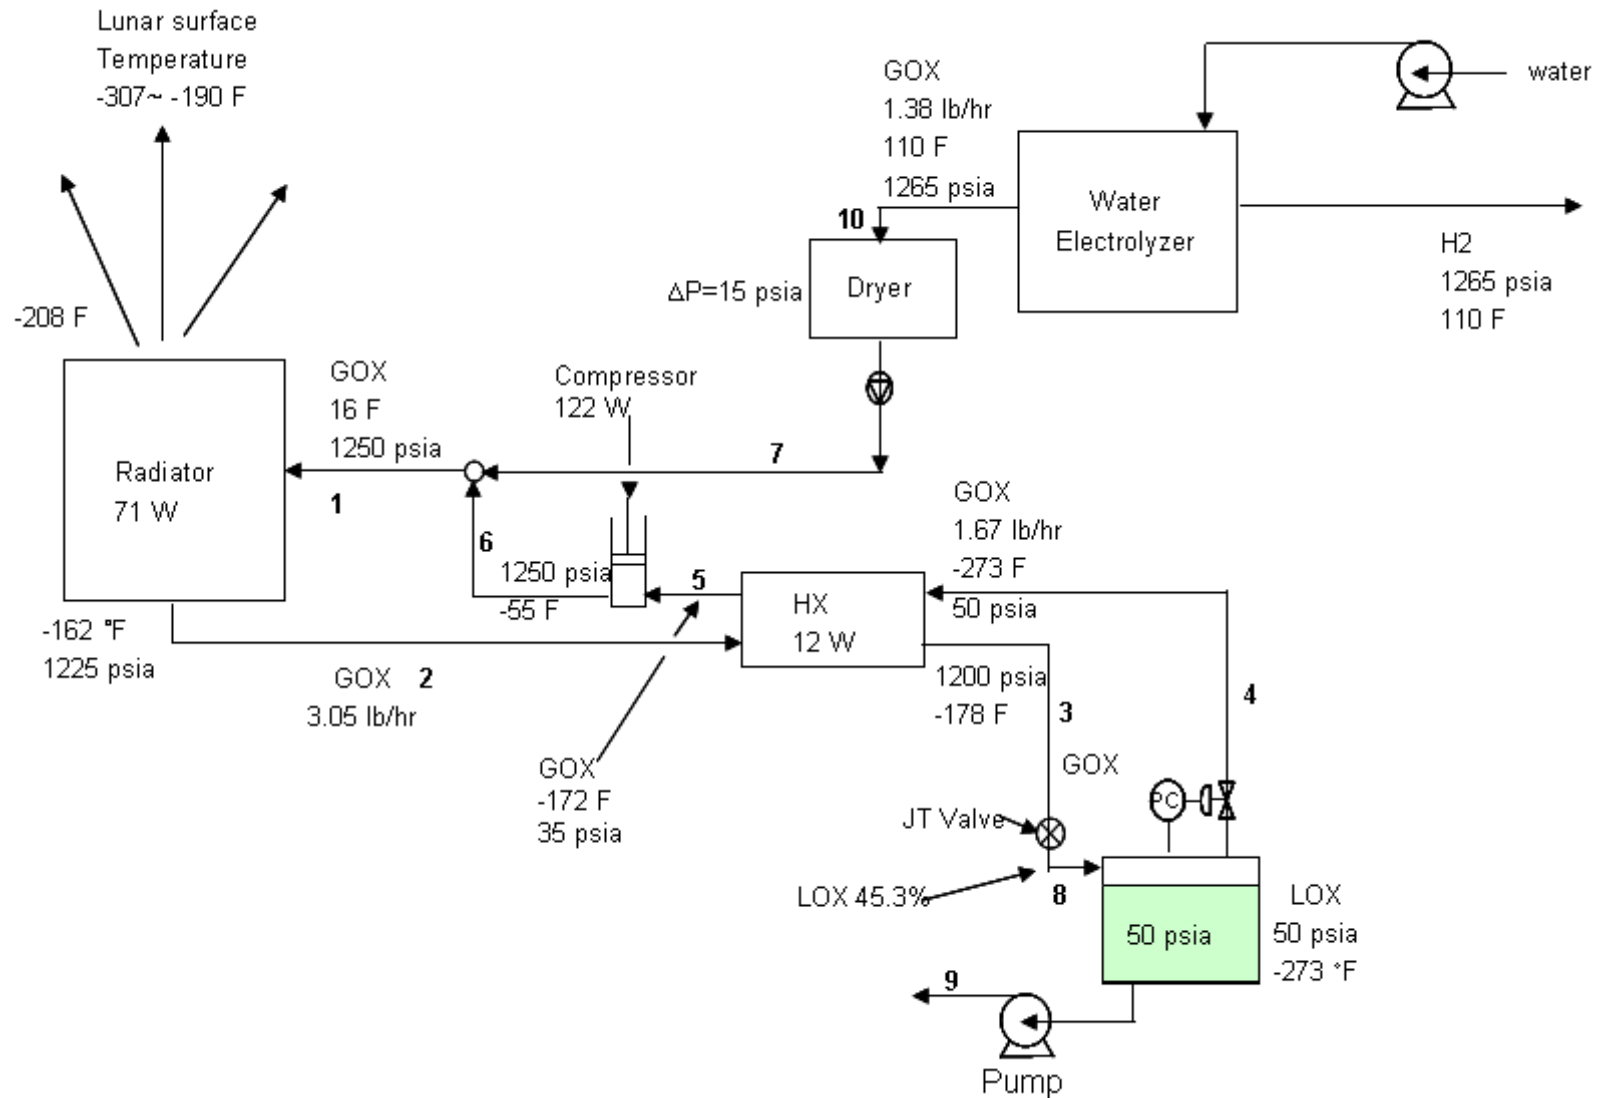 Lunar surface
Temperature
-307~ -190 F
-208 F
Radiator
71 W
GOX
16 F
1250 psia
1
-162 °F
1225 psia
GOX 2
3.05 lb/hr
Compressor
122 W
6
1250 psia
-55 F
5
7
HX
12 W
GOX
-172 F
35 psia
GOX
1.38 lb/hr
110 F
1265 psia
10
ΔP=15 psia
Dryer
Water
Electrolyzer
water
H2
1265 psia
110 F
GOX
1.67 lb/hr
-273 F
50 psia
1200 psia
-178 F
3
4
GOX
JT Valve
PC
LOX 45.3%
8
50 psia
LOX
50 psia
-273 °F
9
Pump